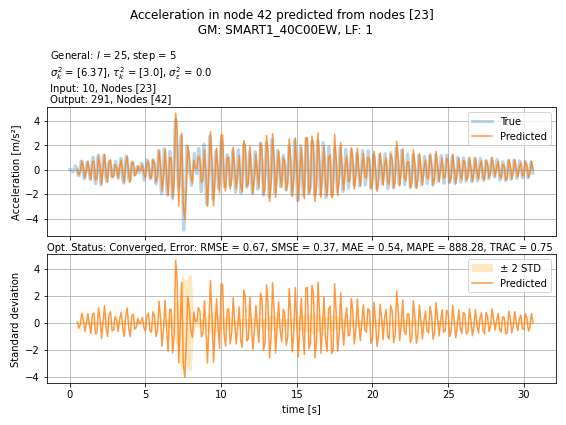 Acceleration in node 42 predicted from nodes [23]
GM: SMART1_40C00EW, LF: 1
General: l = 25, step = 5
σ²ₖ = [6.37], τ²ₖ = [3.0], σ²ε = 0.0
Input: 10, Nodes [23]
Output: 291, Nodes [42]
Acceleration [m/s²]
4
2
0
−2
−4
True
Predicted
Opt. Status: Converged, Error: RMSE = 0.67, SMSE = 0.37, MAE = 0.54, MAPE = 888.28, TRAC = 0.75
Standard deviation
4
2
0
−2
−4
± 2 STD
Predicted
0
5
10
15
20
25
30
time [s]